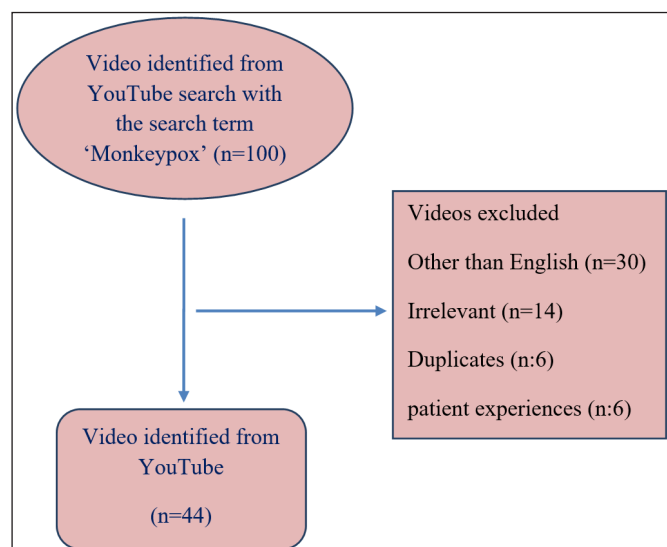 Video identified from
YouTube search with
the search term
‘Monkeypox’ (n=100)
Videos excluded
Other than English (n=30)
Irrelevant (n=14)
Duplicates (n:6)
patient experiences (n:6)
Video identified from
YouTube
(n=44)